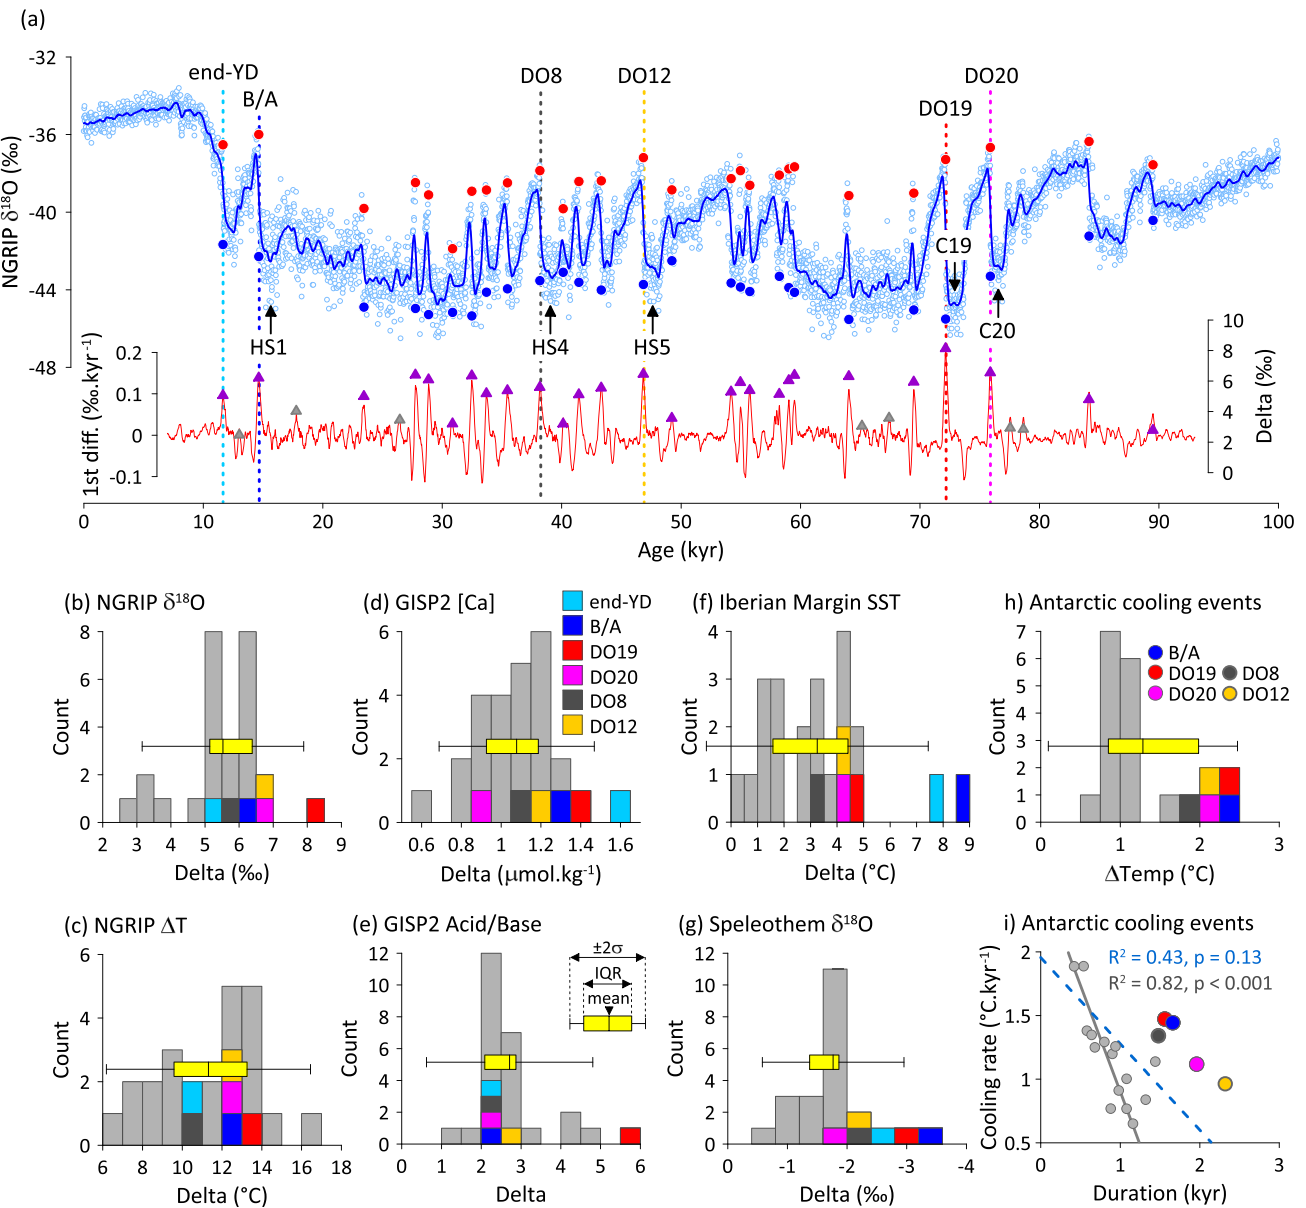 (a)
-32
-36
-40
-44
-48
NGRIP δ18O (‰)
end-YD
B/A
DO8
DO12
DO19
DO20
C19
C20
HS1
HS4
HS5
0.2
0.1
0
-0.1
1st diff. (‰.kyr-1)
10
8
6
4
2
0
Delta (‰)
0 10 20 30 40 50 60 70 80 90 100
Age (kyr)
(b) NGRIP δ18O
8
6
4
2
0
Count
2 3 4 5 6 7 8 9
Delta (‰)
(d) GISP2 [Ca]
6
4
2
0
Count
0.6 0.8 1 1.2 1.4 1.6
Delta (μmol.kg-1)
end-YD
B/A
DO19
DO20
DO8
DO12
(f) Iberian Margin SST
4
3
2
1
0
Count
0 1 2 3 4 5 6 7 8 9
Delta (°C)
h) Antarctic cooling events
7
6
5
4
3
2
1
0
Count
B/A
DO19 DO8
DO20 DO12
0 1 2 3
ΔTemp (°C)
(c) NGRIP ΔT
6
4
2
0
Count
6 8 10 12 14 16 18
Delta (°C)
(e) GISP2 Acid/Base
12
10
8
6
4
2
0
Count
±2σ
IQR
mean
0 1 2 3 4 5 6
Delta
(g) Speleothem δ18O
12
10
8
6
4
2
0
Count
0 -1 -2 -3 -4
Delta (‰)
i) Antarctic cooling events
2
1.5
1
0.5
Cooling rate (°C.kyr-1)
R2 = 0.43, p = 0.13
R2 = 0.82, p < 0.001
0 1 2 3
Duration (kyr)